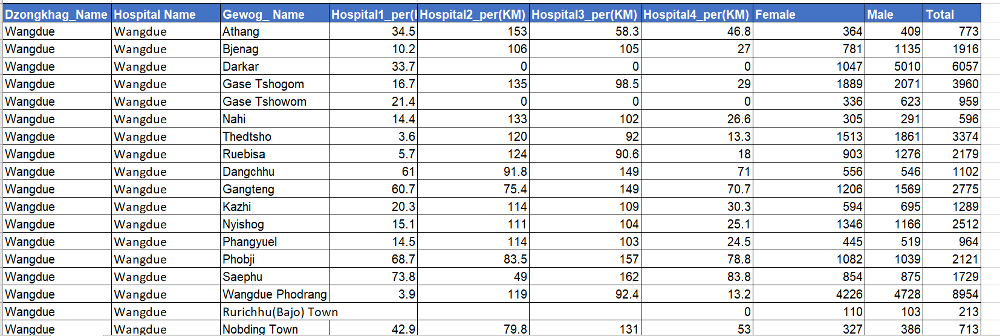 Dzongkhag_Name Hospital Name Gewog_ Name Hospital1_per( Hospital2_per(KM) Hospital3_per(KM) Hospital4_per(KM) Female Male Total
Wangdue Wangdue Athang 34.5 153 58.3 46.8 364 409 773
Wangdue Wangdue Bjenag 10.2 106 105 27 781 1135 1916
Wangdue Wangdue Darkar 33.7 0 0 0 1047 5010 6057
Wangdue Wangdue Gase Tshogom 16.7 135 98.5 29 1889 2071 3960
Wangdue Wangdue Gase Tshowom 21.4 0 0 0 336 623 959
Wangdue Wangdue Nahi 14.4 133 102 26.6 305 291 596
Wangdue Wangdue Thedtsho 3.6 120 92 13.3 1513 1861 3374
Wangdue Wangdue Ruebisa 5.7 124 90.6 18 903 1276 2179
Wangdue Wangdue Dangchhu 61 91.8 149 71 556 546 1102
Wangdue Wangdue Gangteng 60.7 75.4 149 70.7 1206 1569 2775
Wangdue Wangdue Kazhi 20.3 114 109 30.3 594 695 1289
Wangdue Wangdue Nyishog 15.1 111 104 25.1 1346 1166 2512
Wangdue Wangdue Phangyuel 14.5 114 103 24.5 445 519 964
Wangdue Wangdue Phobji 68.7 83.5 157 78.8 1082 1039 2121
Wangdue Wangdue Saephu 73.8 49 162 83.8 854 875 1729
Wangdue Wangdue Wangdue Phodrang 3.9 119 92.4 13.2 4226 4728 8954
Wangdue Wangdue Rurichhu(Bajo) Town 0 110 103 213
Wangdue Wangdue Nobding Town 42.9 79.8 131 53 327 386 713